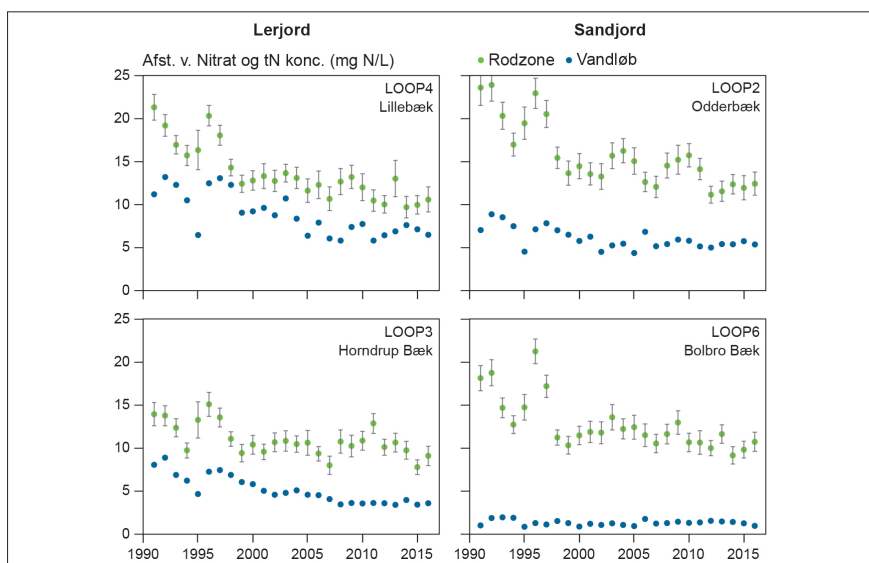 Lerjord
Sandjord
Afst. v. Nitrat og tN konc. (mg N/L)
Rodzone Vandløb
25
20
15
10
5
0
LOOP4
Lillebæk
25
20
15
10
5
0
1990 1995 2000 2005 2010 2015
LOOP3
Horndrup Bæk
LOOP2
Odderbæk
LOOP6
Bolbro Bæk
1990 1995 2000 2005 2010 2015